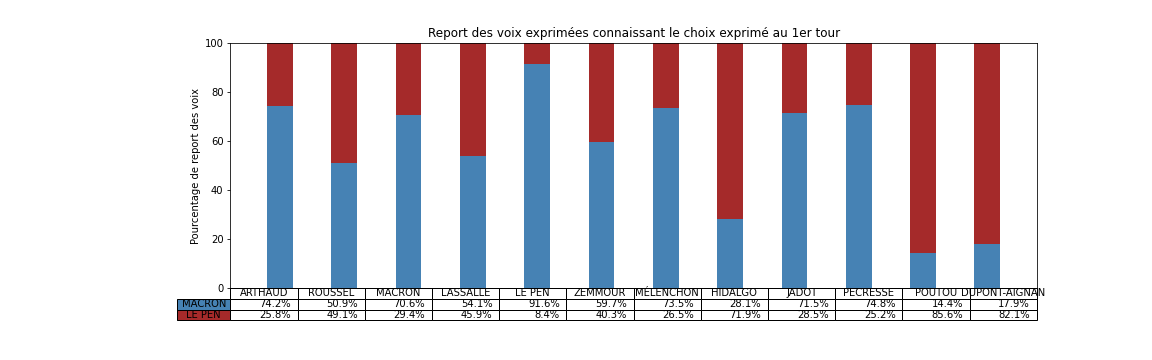 Report des voix exprimées connaissant le choix exprimé au 1er tour
Pourcentage de report des voix
100
80
60
40
20
0
ARTHAUD ROUSSEL MACRON LASSALLE LE PEN ZEMMOUR MÉLENCHON HIDALGO JADOT PECRESSE POUTOU DUPONT-AIGNAN
MACRON 74.2% 50.9% 70.6% 54.1% 91.6% 59.7% 73.5% 28.1% 71.5% 74.8% 14.4% 17.9%
LE PEN 25.8% 49.1% 29.4% 45.9% 8.4% 40.3% 26.5% 71.9% 28.5% 25.2% 85.6% 82.1%